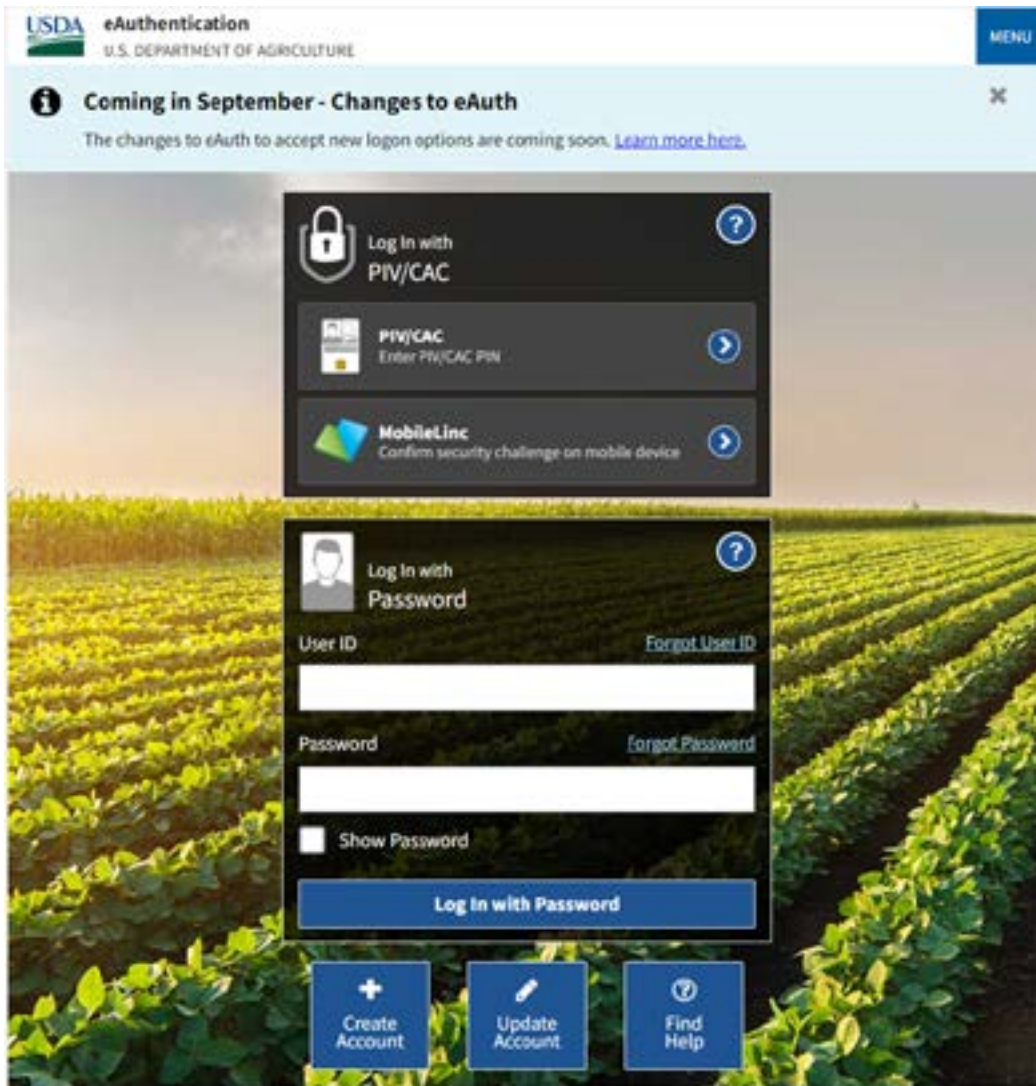 USDA
eAuthentication
U.S. DEPARTMENT OF AGRICULTURE
MENU
Coming in September - Changes to eAuth
The changes to eAuth to accept new logon options are coming soon. Learn more here.
Log In with
PIV/CAC
PIV/CAC
Enter PIV/CAC PIN
MobileLinc
Confirm security challenge on mobile device
Log In with
Password
User ID
Forgot User ID
Password
Forgot Password
Show Password
Log In with Password
Create
Account
Update
Account
Find
Help